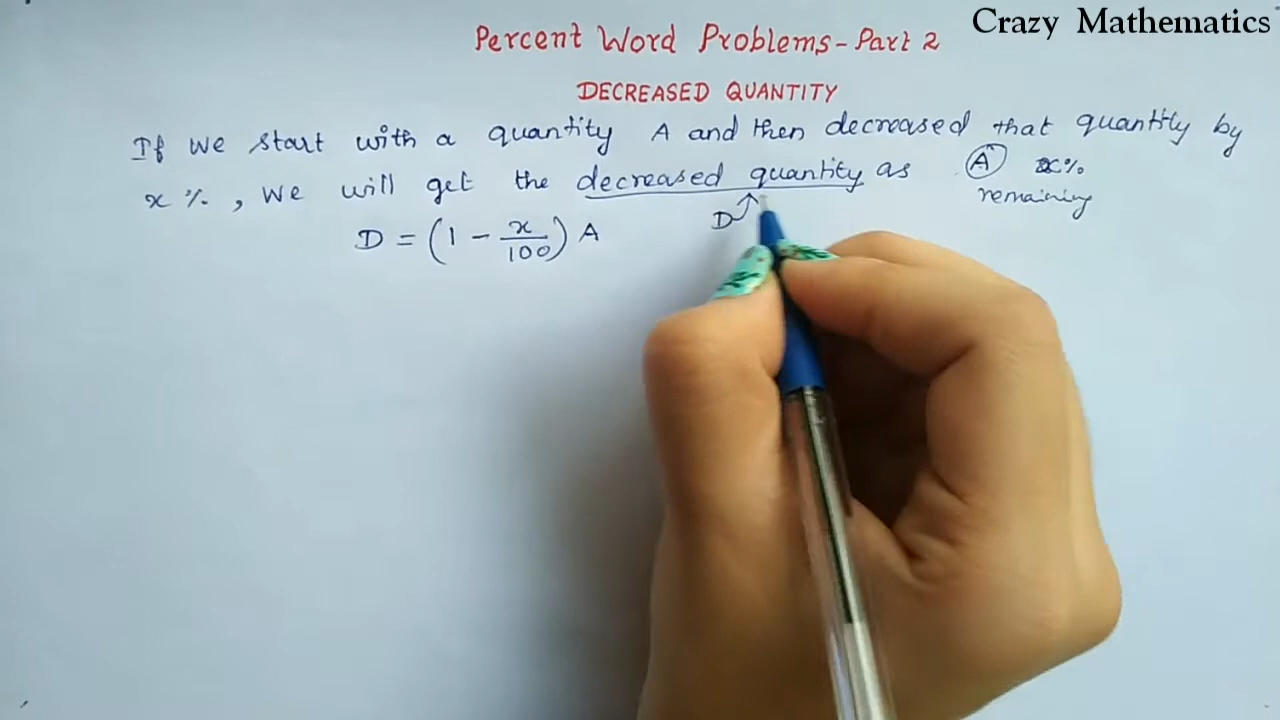 Crazy Mathematics
Percent Word Problems - Part 2
DECREASED QUANTITY
If we start with a quantity A and then decreased that quantity by
x % , we will get the decreased quantity as A x%
remaining
D = (1 - x/100) A D